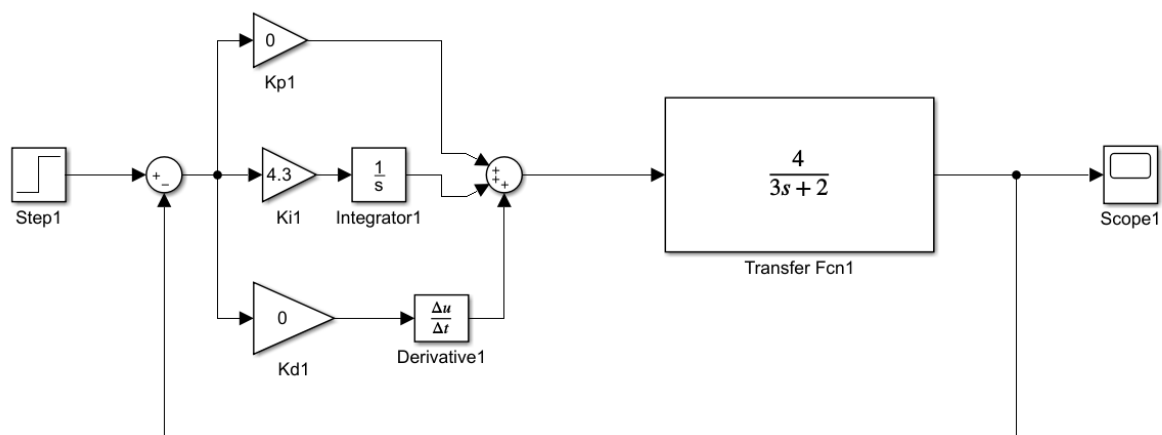 0
Kp1
+
−
Step1
4.3
Ki1
1
s
Integrator1
+
+
+
4
3s + 2
Transfer Fcn1
Scope1
0
Kd1
Δu
Δt
Derivative1